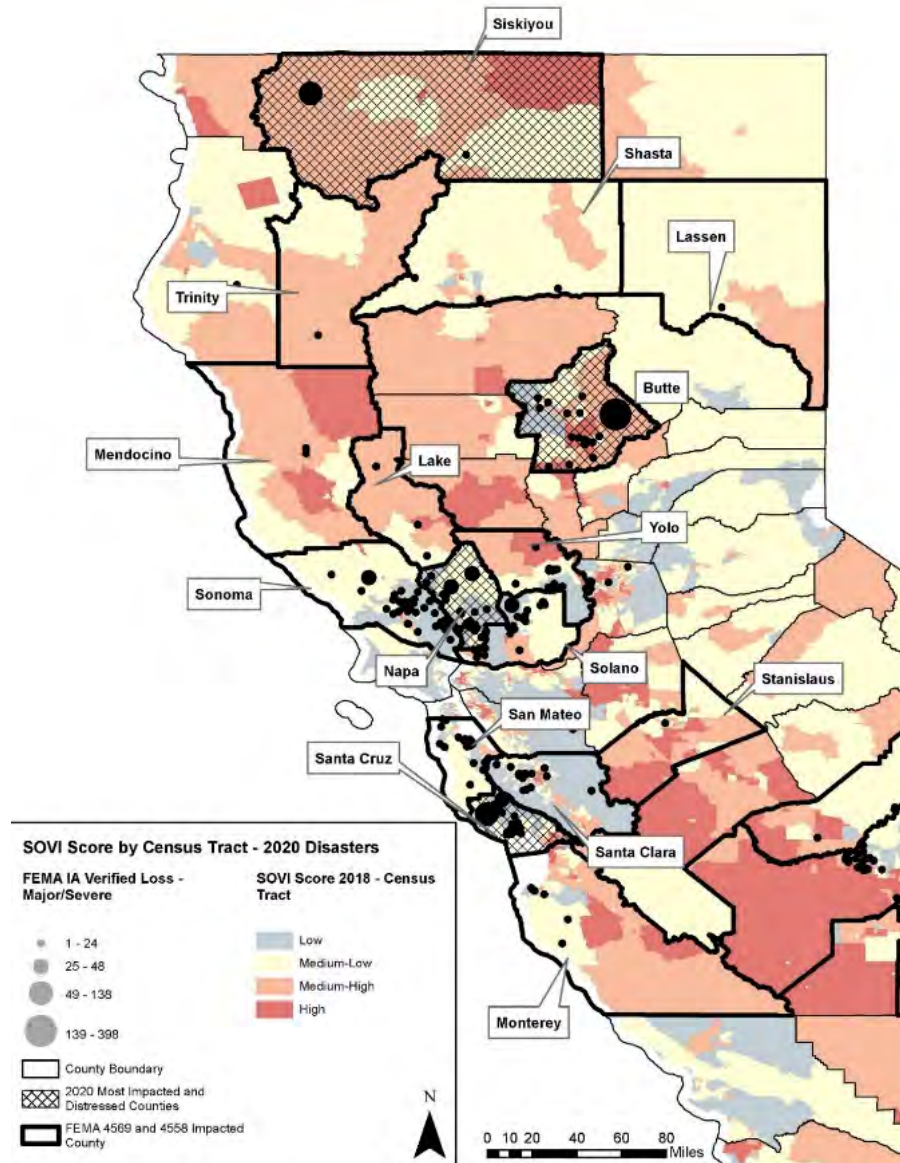 Siskiyou
Shasta
Lassen
Trinity
Butte
Mendocino
Lake
Yolo
Sonoma
Napa
Solano
Stanislaus
San Mateo
Santa Cruz
Santa Clara
Monterey
SOVI Score by Census Tract - 2020 Disasters
FEMA IA Verified Loss -
Major/Severe
1 - 24
25 - 48
49 - 138
139 - 398
SOVI Score 2018 - Census
Tract
Low
Medium-Low
Medium-High
High
County Boundary
2020 Most Impacted and
Distressed Counties
FEMA 4569 and 4558 Impacted
County
N
0 10 20 40 60 80
Miles